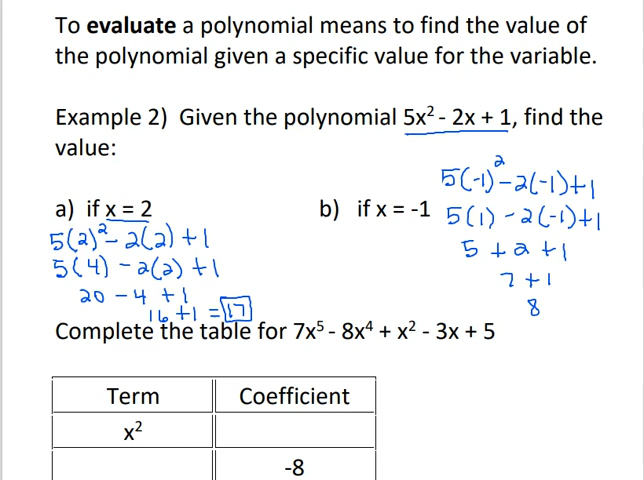 To evaluate a polynomial means to find the value of
the polynomial given a specific value for the variable.
Example 2) Given the polynomial 5x² - 2x + 1, find the
value:
a) if x = 2
5(2)² - 2(2) + 1
5(4) - 2(2) + 1
20 - 4 + 1
16 + 1 = 17
b) if x = -1
5(-1)² - 2(-1) + 1
5(1) - 2(-1) + 1
5 + 2 + 1
7 + 1
8
Complete the table for 7x⁵ - 8x⁴ + x² - 3x + 5
Term Coefficient
x²
-8